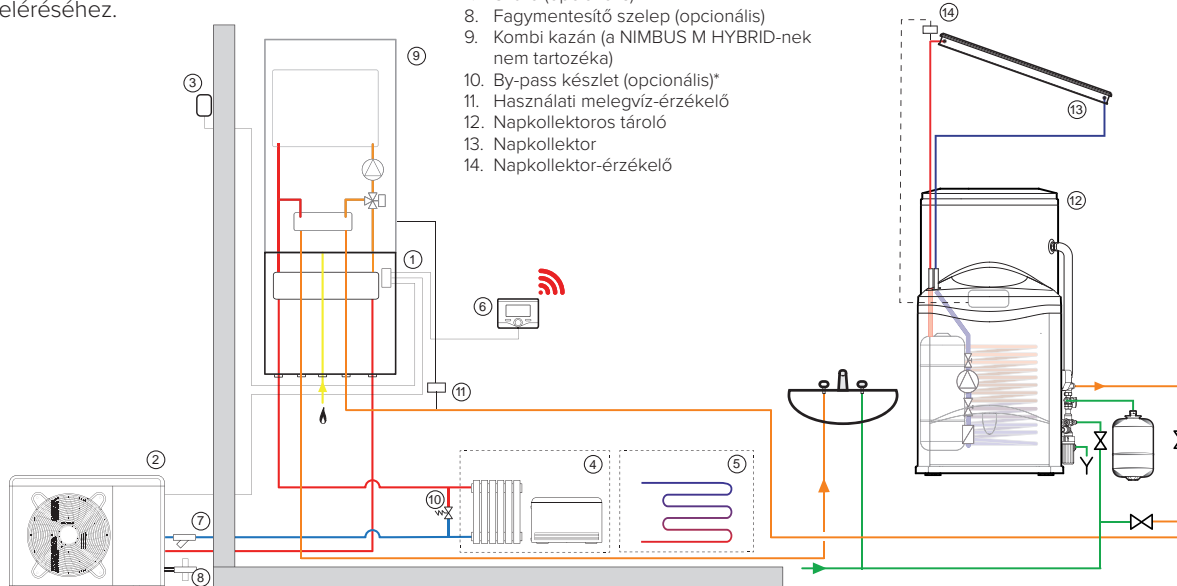 eléréséhez.
8. Fagymentesítő szelep (opcionális)
9. Kombi kazán (a NIMBUS M HYBRID-nek
nem tartozéka)
10. By-pass készlet (opcionális)*
11. Használati melegvíz-érzékelő
12. Napkollektoros tároló
13. Napkollektor
14. Napkollektor-érzékelő
14
9
3
13
12
1
6
11
2
4
5
10
7
8